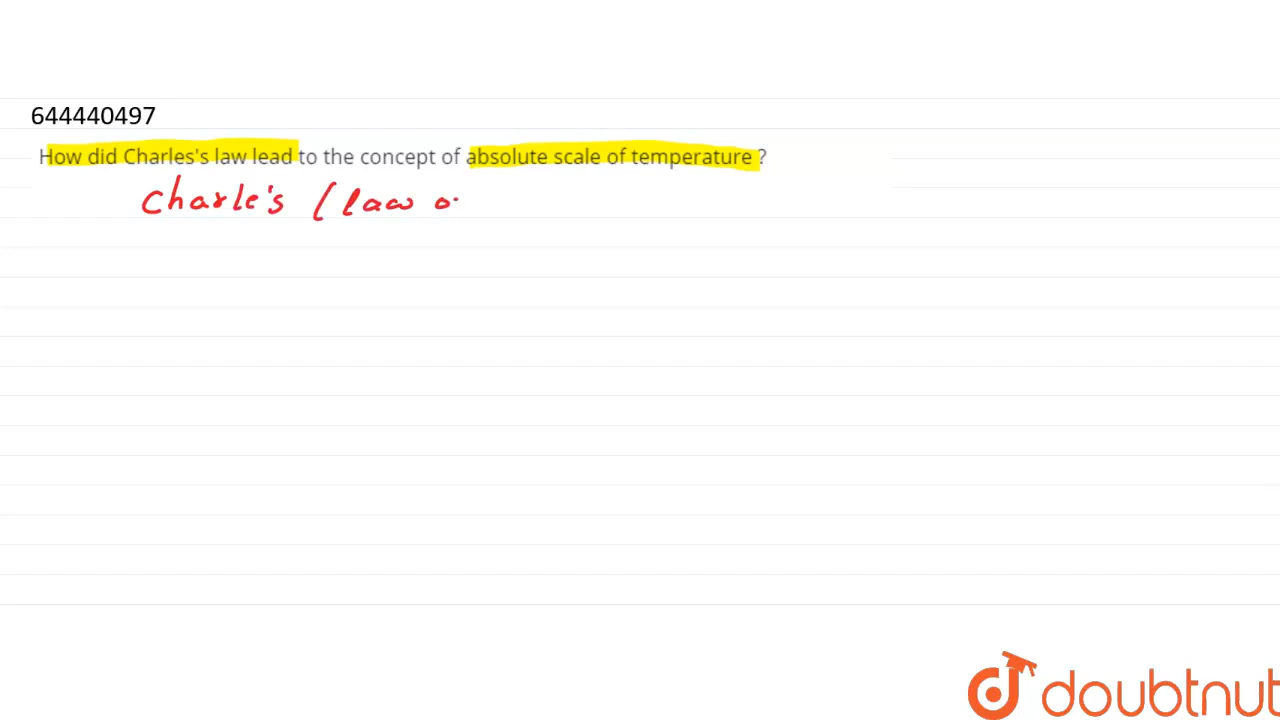 644440497
How did Charles's law lead to the concept of absolute scale of temperature ?
Charle's (law o
doubtnut